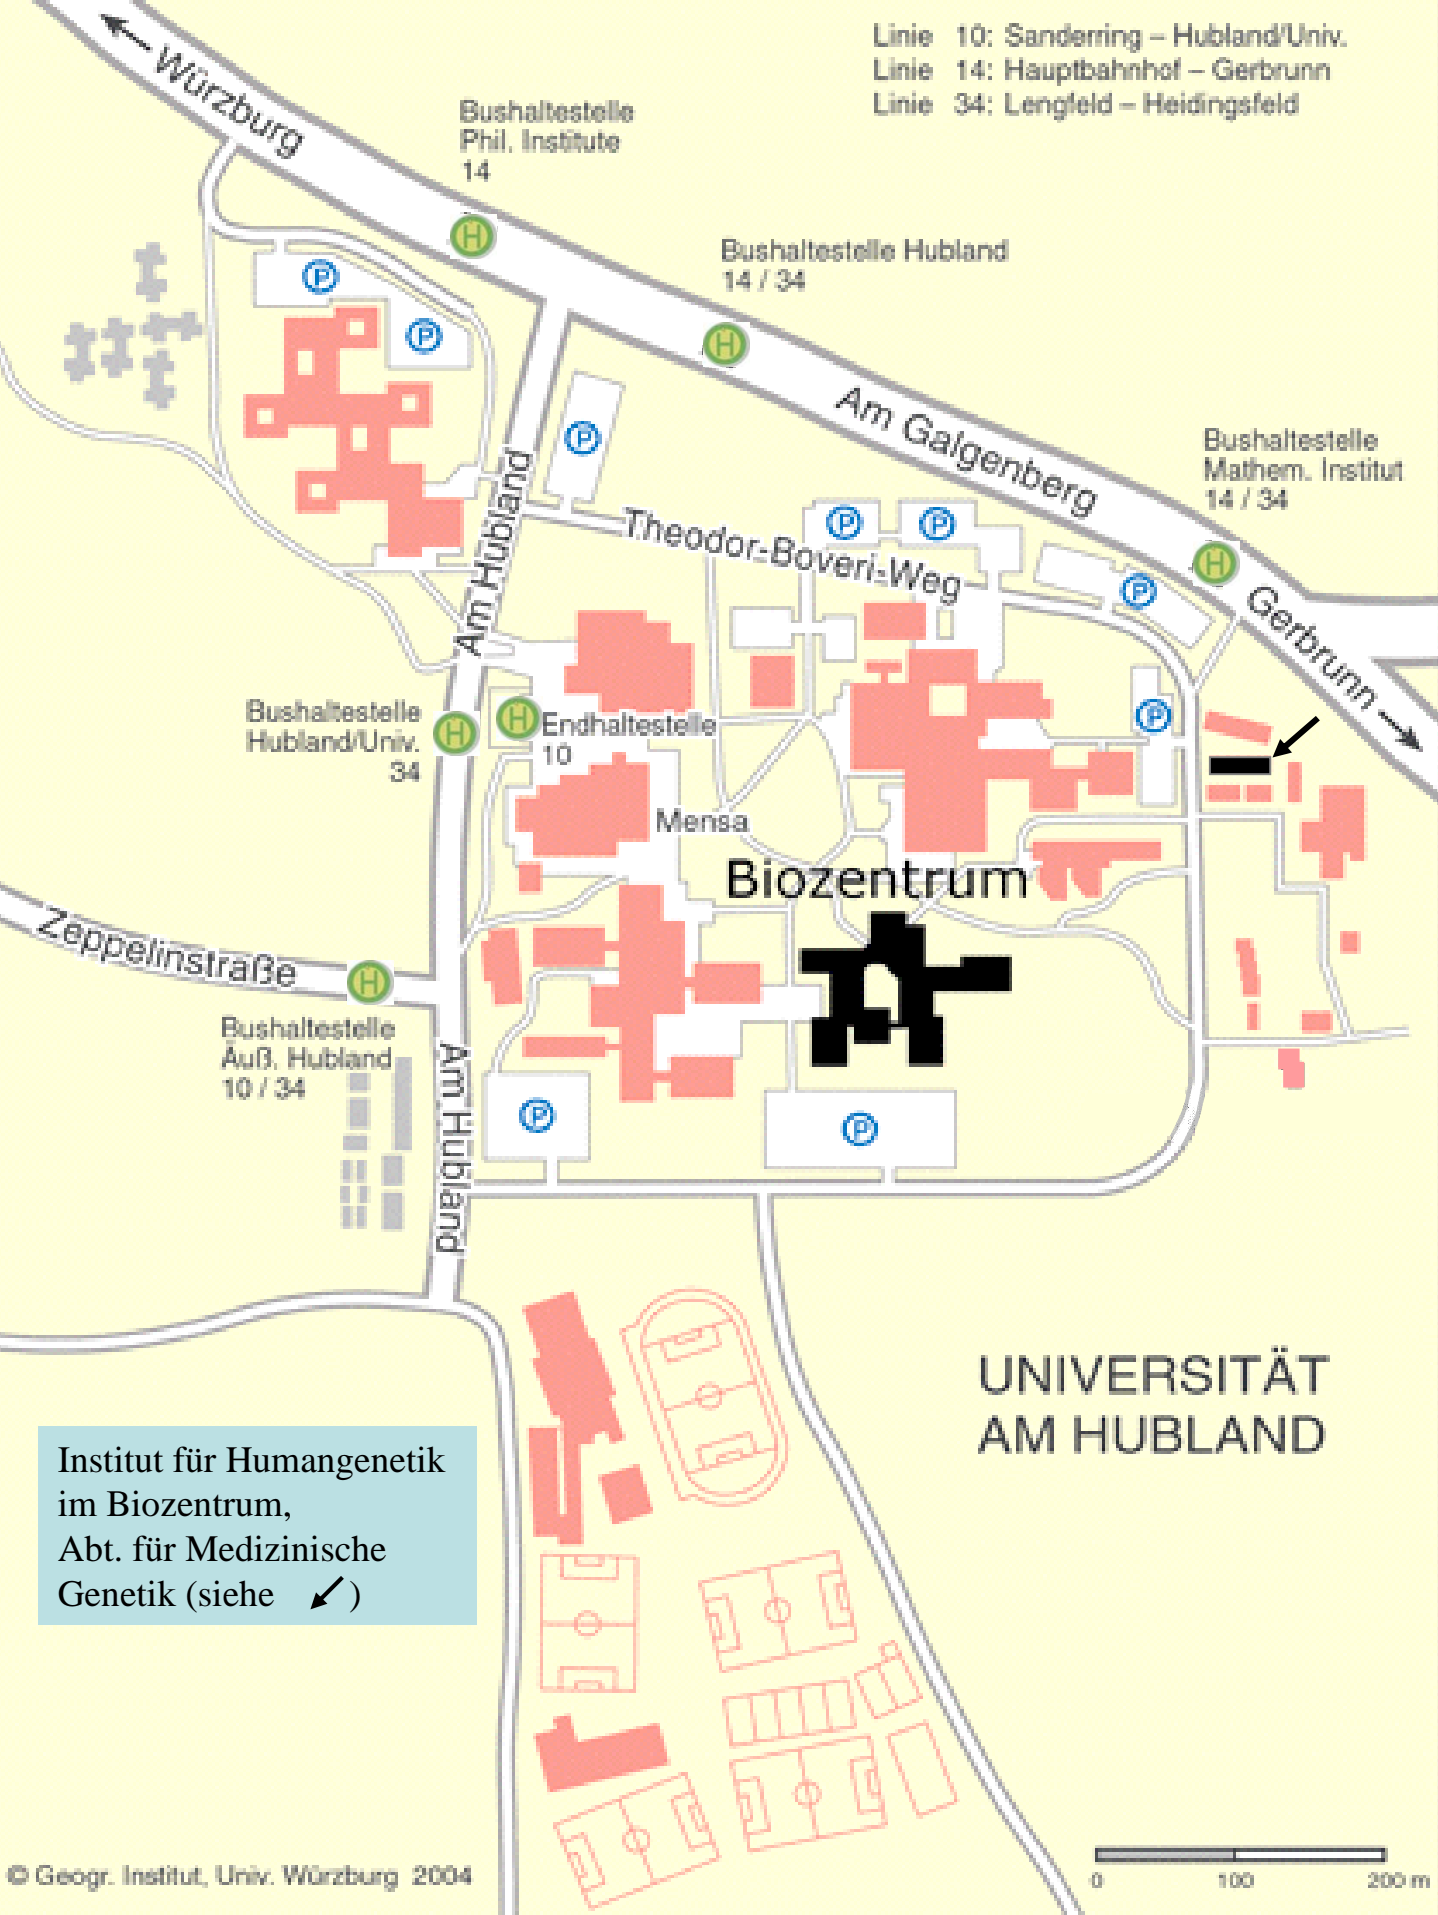 Linie 10: Sanderring – Hubland/Univ.
Linie 14: Hauptbahnhof – Gerbrunn
Linie 34: Lengfeld – Heidingsfeld
Würzburg
Bushaltestelle
Phil. Institute
14
H
Bushaltestelle Hubland
14 / 34
H
P
P
P
Am Galgenberg
Bushaltestelle
Mathem. Institut
14 / 34
H
Gerbrunn
Am Hubland
Theodor-Boveri-Weg
P
P
P
P
Bushaltestelle
Hubland/Univ.
34
H
H
Endhaltestelle
10
Mensa
Biozentrum
Zeppelinstraße
H
Bushaltestelle
Äuß. Hubland
10 / 34
Am Hubland
P
P
UNIVERSITÄT
AM HUBLAND
Institut für Humangenetik
im Biozentrum,
Abt. für Medizinische
Genetik (siehe ↙)
© Geogr. Institut, Univ. Würzburg 2004
0 100 200 m